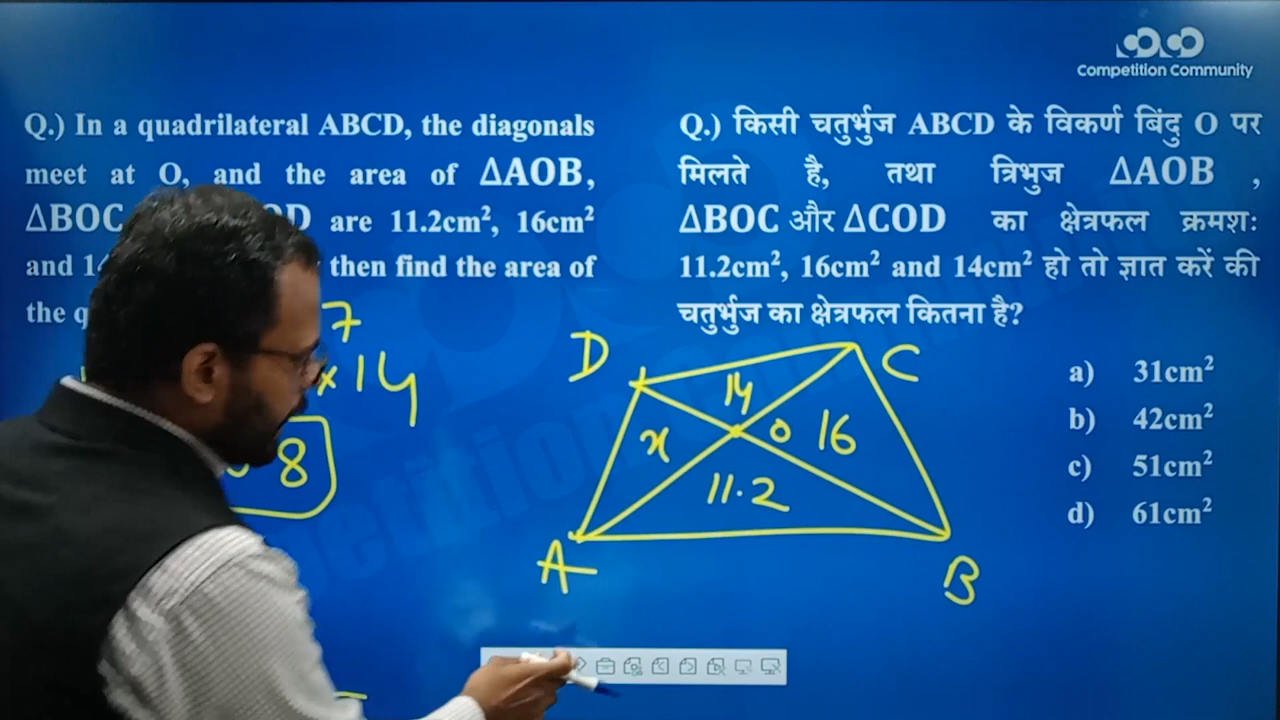 Competition Community
Q.) In a quadrilateral ABCD, the diagonals
meet at O, and the area of ΔAOB,
ΔBOC are 11.2cm², 16cm²
and then find the area of
the
Q.) किसी चतुर्भुज ABCD के विकर्ण बिंदु O पर
मिलते है, तथा त्रिभुज ΔAOB ,
ΔBOC और ΔCOD का क्षेत्रफल क्रमशः
11.2cm², 16cm² and 14cm² हो तो ज्ञात करें की
चतुर्भुज का क्षेत्रफल कितना है?
a) 31cm²
b) 42cm²
c) 51cm²
d) 61cm²
7
x 14
8
D
C
14
x
O
16
11.2
A
B